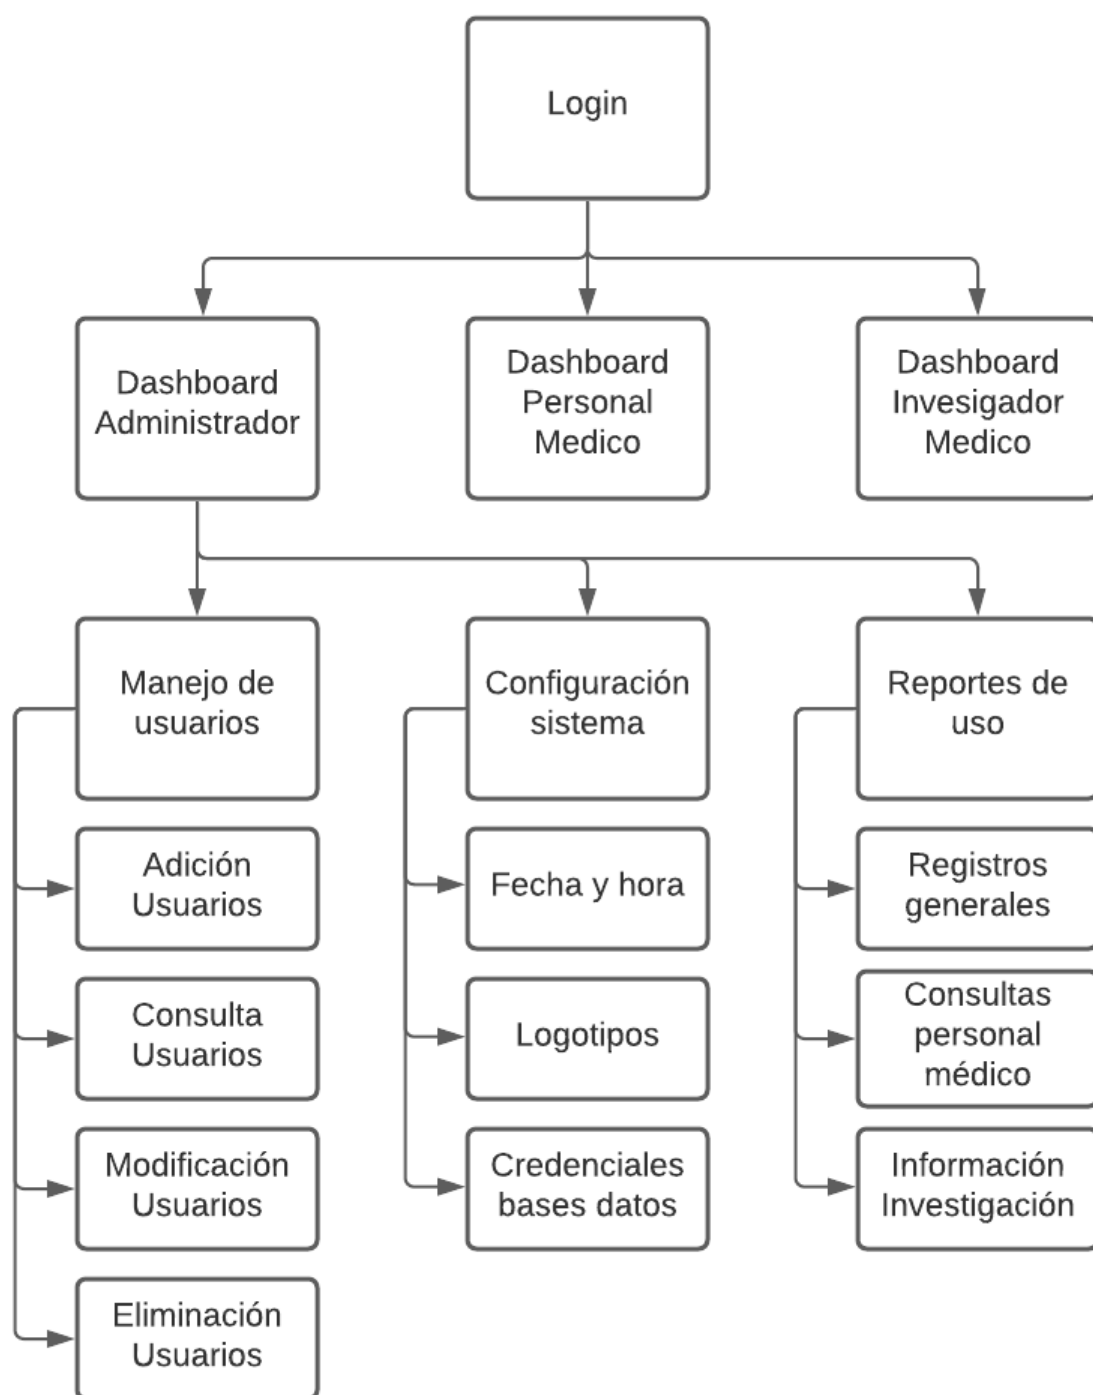 Login
Dashboard
Administrador
Dashboard
Personal
Medico
Dashboard
Invesigador
Medico
Manejo de
usuarios
Configuración
sistema
Reportes de
uso
Adición
Usuarios
Fecha y hora
Registros
generales
Consulta
Usuarios
Logotipos
Consultas
personal
médico
Modificación
Usuarios
Credenciales
bases datos
Información
Investigación
Eliminación
Usuarios